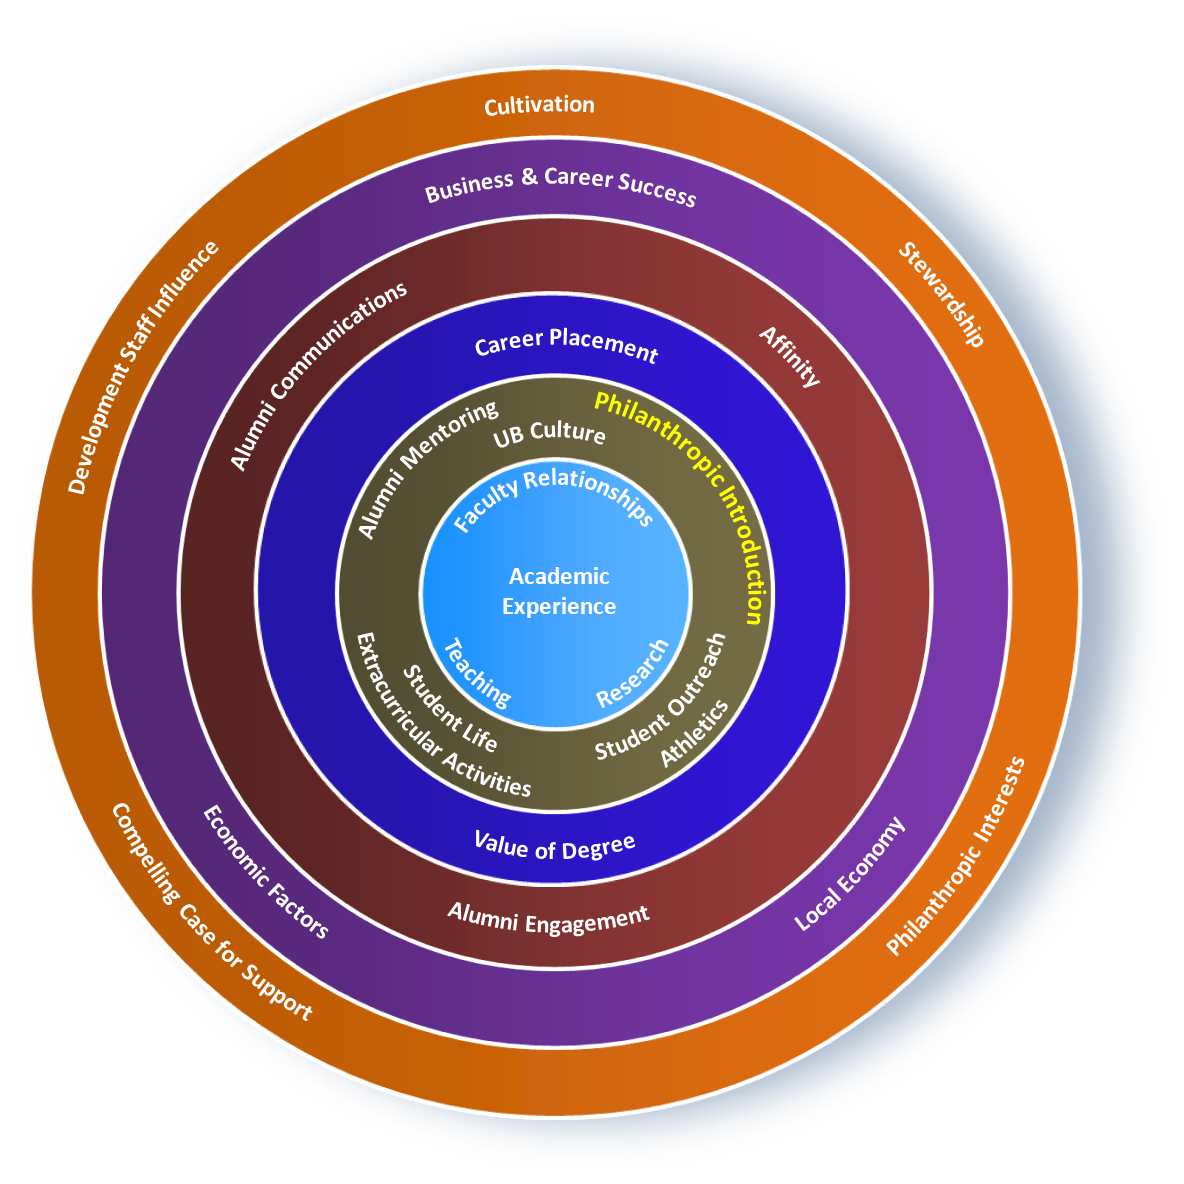 Cultivation
Stewardship
Philanthropic Interests
Compelling Case for Support
Development Staff Influence
Business & Career Success
Local Economy
Economic Factors
Alumni Communications
Affinity
Alumni Engagement
Career Placement
Value of Degree
Alumni Mentoring
UB Culture
Philanthropic Introduction
Student Outreach
Athletics
Student Life
Extracurricular Activities
Faculty Relationships
Academic
Experience
Teaching
Research